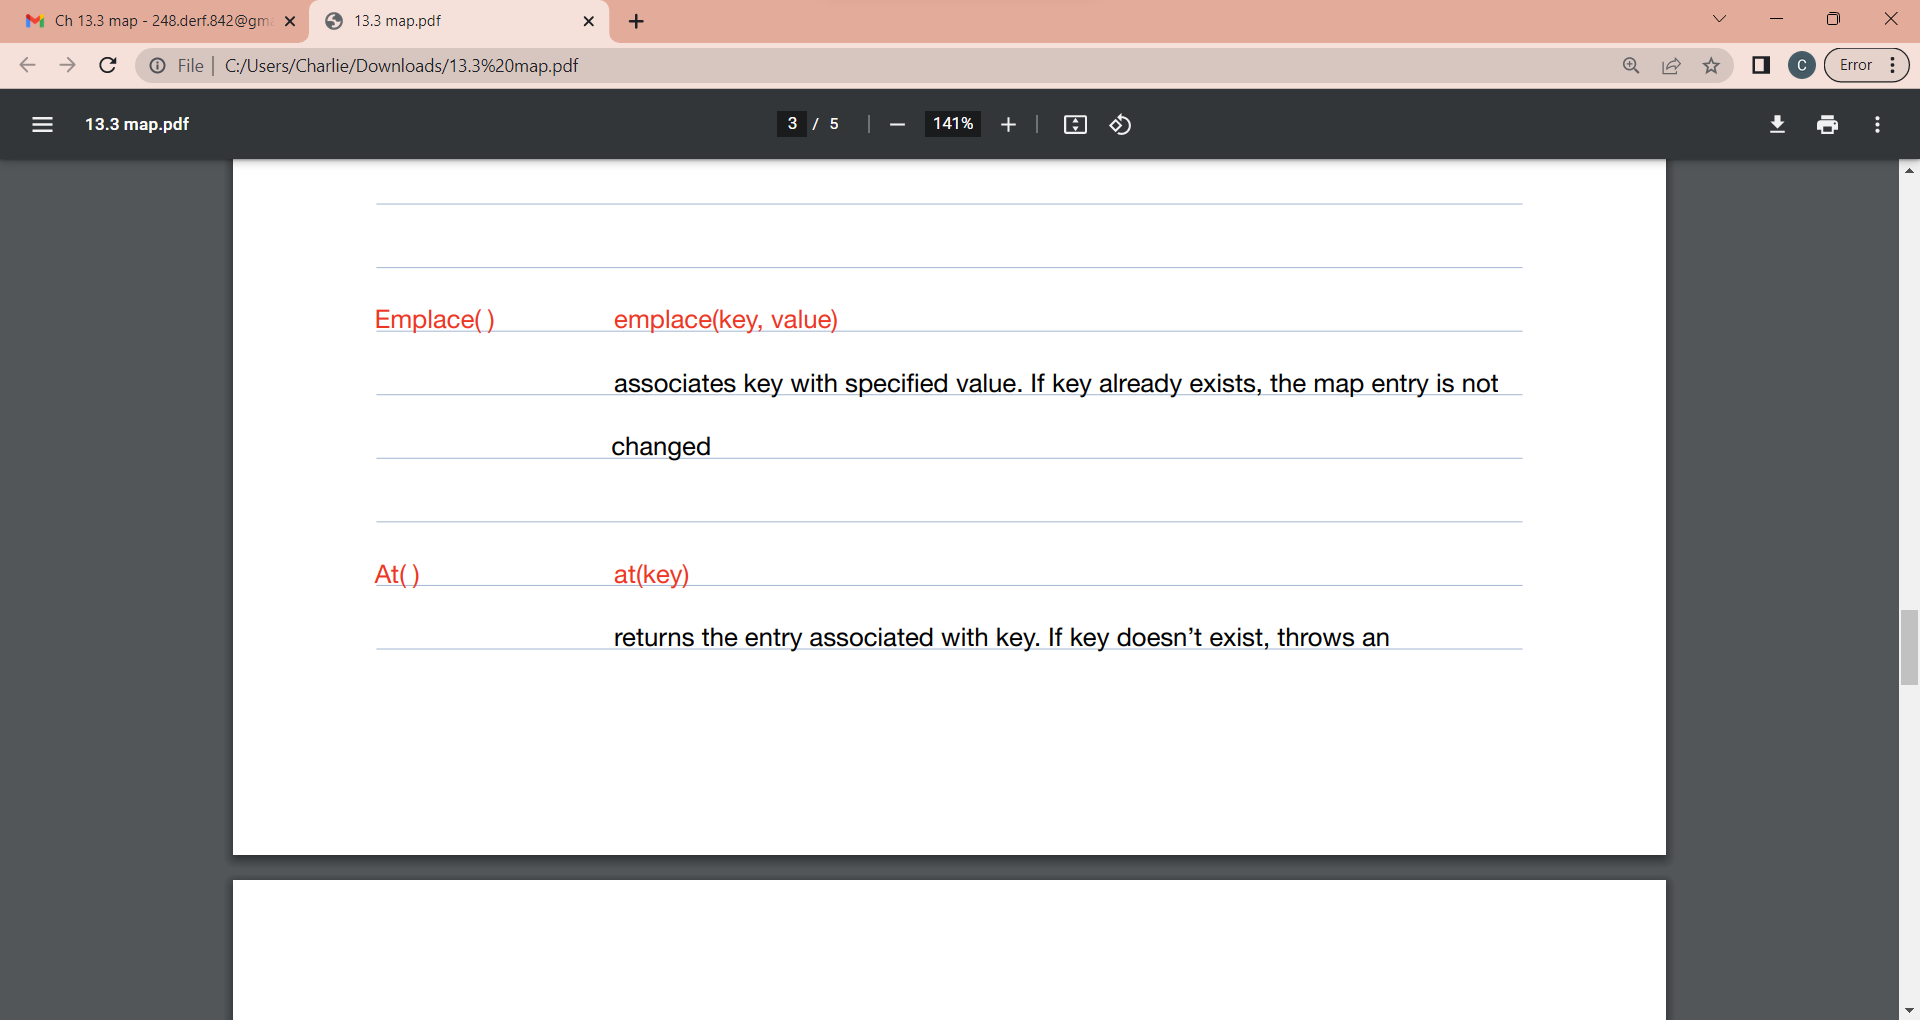 Ch 13.3 map - 248.derf.842@gma
13.3 map.pdf
File | C:/Users/Charlie/Downloads/13.3%20map.pdf
C
Error
13.3 map.pdf
3 / 5
141%
Emplace( ) emplace(key, value)
associates key with specified value. If key already exists, the map entry is not
changed
At( ) at(key)
returns the entry associated with key. If key doesn’t exist, throws an